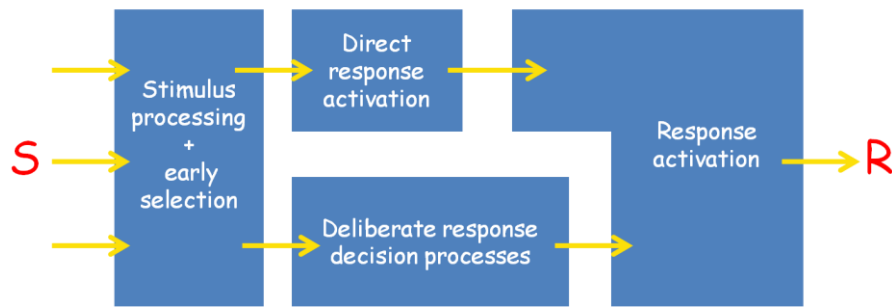 S
Stimulus
processing
+
early
selection
Direct
response
activation
Deliberate response
decision processes
Response
activation
R